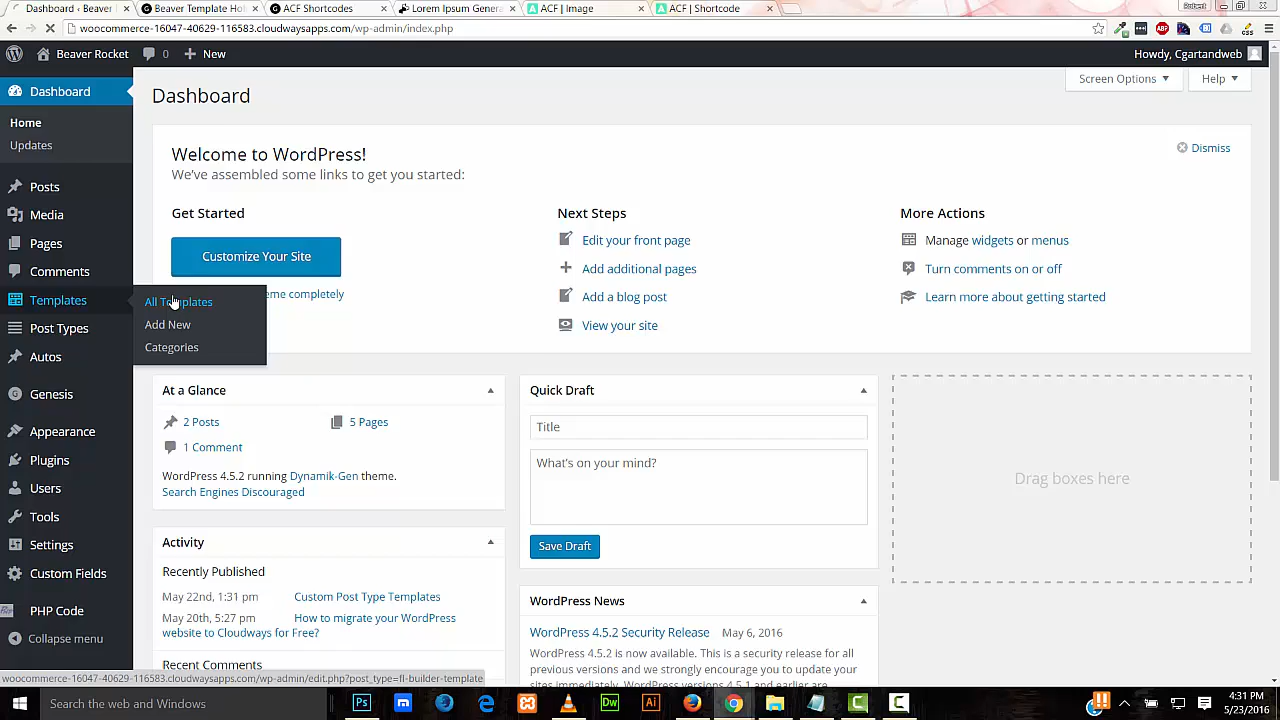 Dashboard ‹ Beaver
Beaver Template Ho
ACF Shortcodes
Lorem Ipsum Genera
ACF | Image
ACF | Shortcode
Robert
woocommerce-16047-40629-116583.cloudwaysapps.com/wp-admin/index.php
Beaver Rocket
0
New
Howdy, Cgartandweb
Dashboard
Home
Updates
Posts
Media
Pages
Comments
Templates
Post Types
Autos
Genesis
Appearance
Plugins
Users
Tools
Settings
Custom Fields
PHP Code
Collapse menu
All Templates
Add New
Categories
Dashboard
Screen Options
Help
Welcome to WordPress!
We've assembled some links to get you started:
Dismiss
Get Started
Customize Your Site
eme completely
Next Steps
Edit your front page
Add additional pages
Add a blog post
View your site
More Actions
Manage widgets or menus
Turn comments on or off
Learn more about getting started
At a Glance
2 Posts
5 Pages
1 Comment
WordPress 4.5.2 running Dynamik-Gen theme.
Search Engines Discouraged
Activity
Recently Published
May 22nd, 1:31 pm Custom Post Type Templates
May 20th, 5:27 pm How to migrate your WordPress
website to Cloudways for Free?
Recent Comments
Quick Draft
Title
What's on your mind?
Save Draft
WordPress News
WordPress 4.5.2 Security Release May 6, 2016
WordPress 4.5.2 is now available. This is a security release for all
previous versions and we strongly encourage you to update your
sites immediately. WordPress versions 4.5.1 and earlier are
Drag boxes here
woocommerce-16047-40629-116583.cloudwaysapps.com/wp-admin/edit.php?post_type=fl-builder-template
Search the web and Windows
4:31 PM
5/23/2016